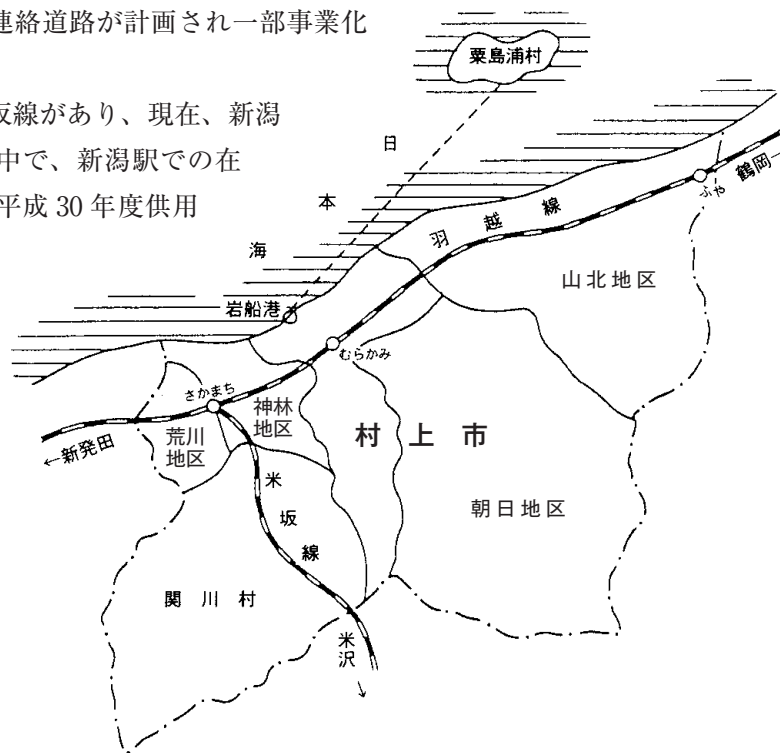 連絡道路が計画され一部事業化
坂線があり、現在、新潟
中で、新潟駅での在
平成 30 年度供用
粟島浦村
日本海
岩船港
羽越線
ふや
鶴岡→
山北地区
むらかみ
さかまち
神林
地区
荒川
地区
←新発田
村上市
朝日地区
米坂線
関川村
米沢
↓